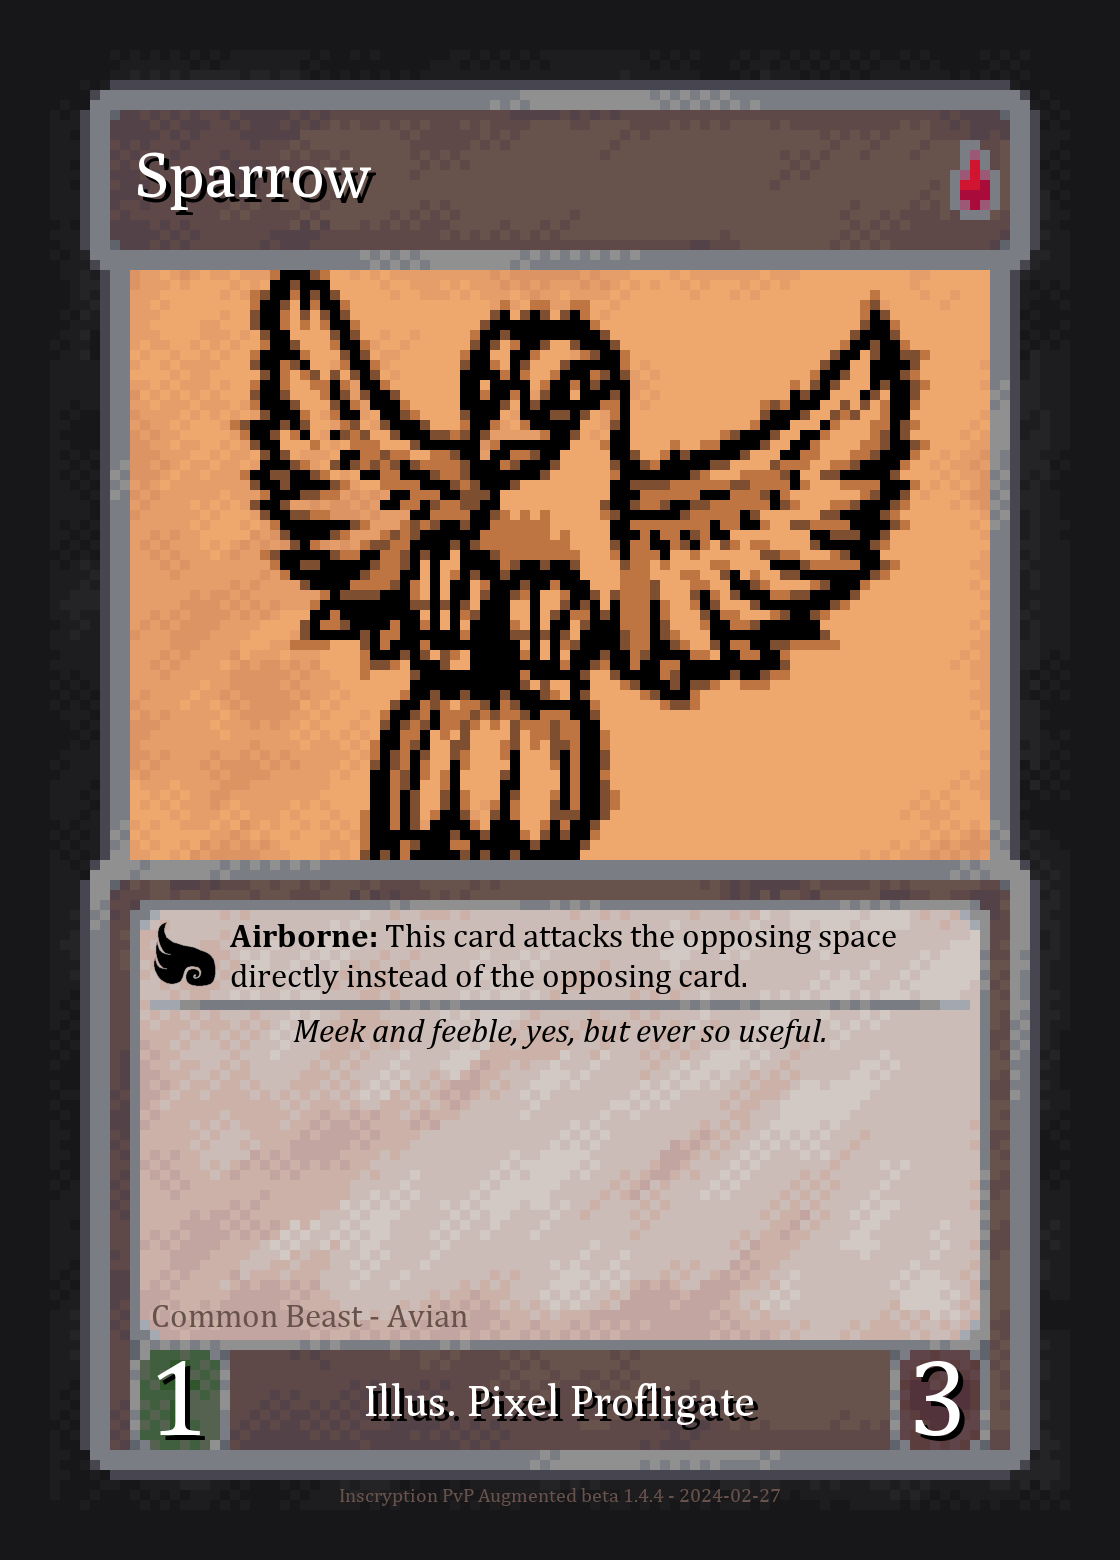 Sparrow
Airborne: This card attacks the opposing space
directly instead of the opposing card.
Meek and feeble, yes, but ever so useful.
Common Beast - Avian
1
Illus. Pixel Profligate
3
Inscryption PvP Augmented beta 1.4.4 - 2024-02-27